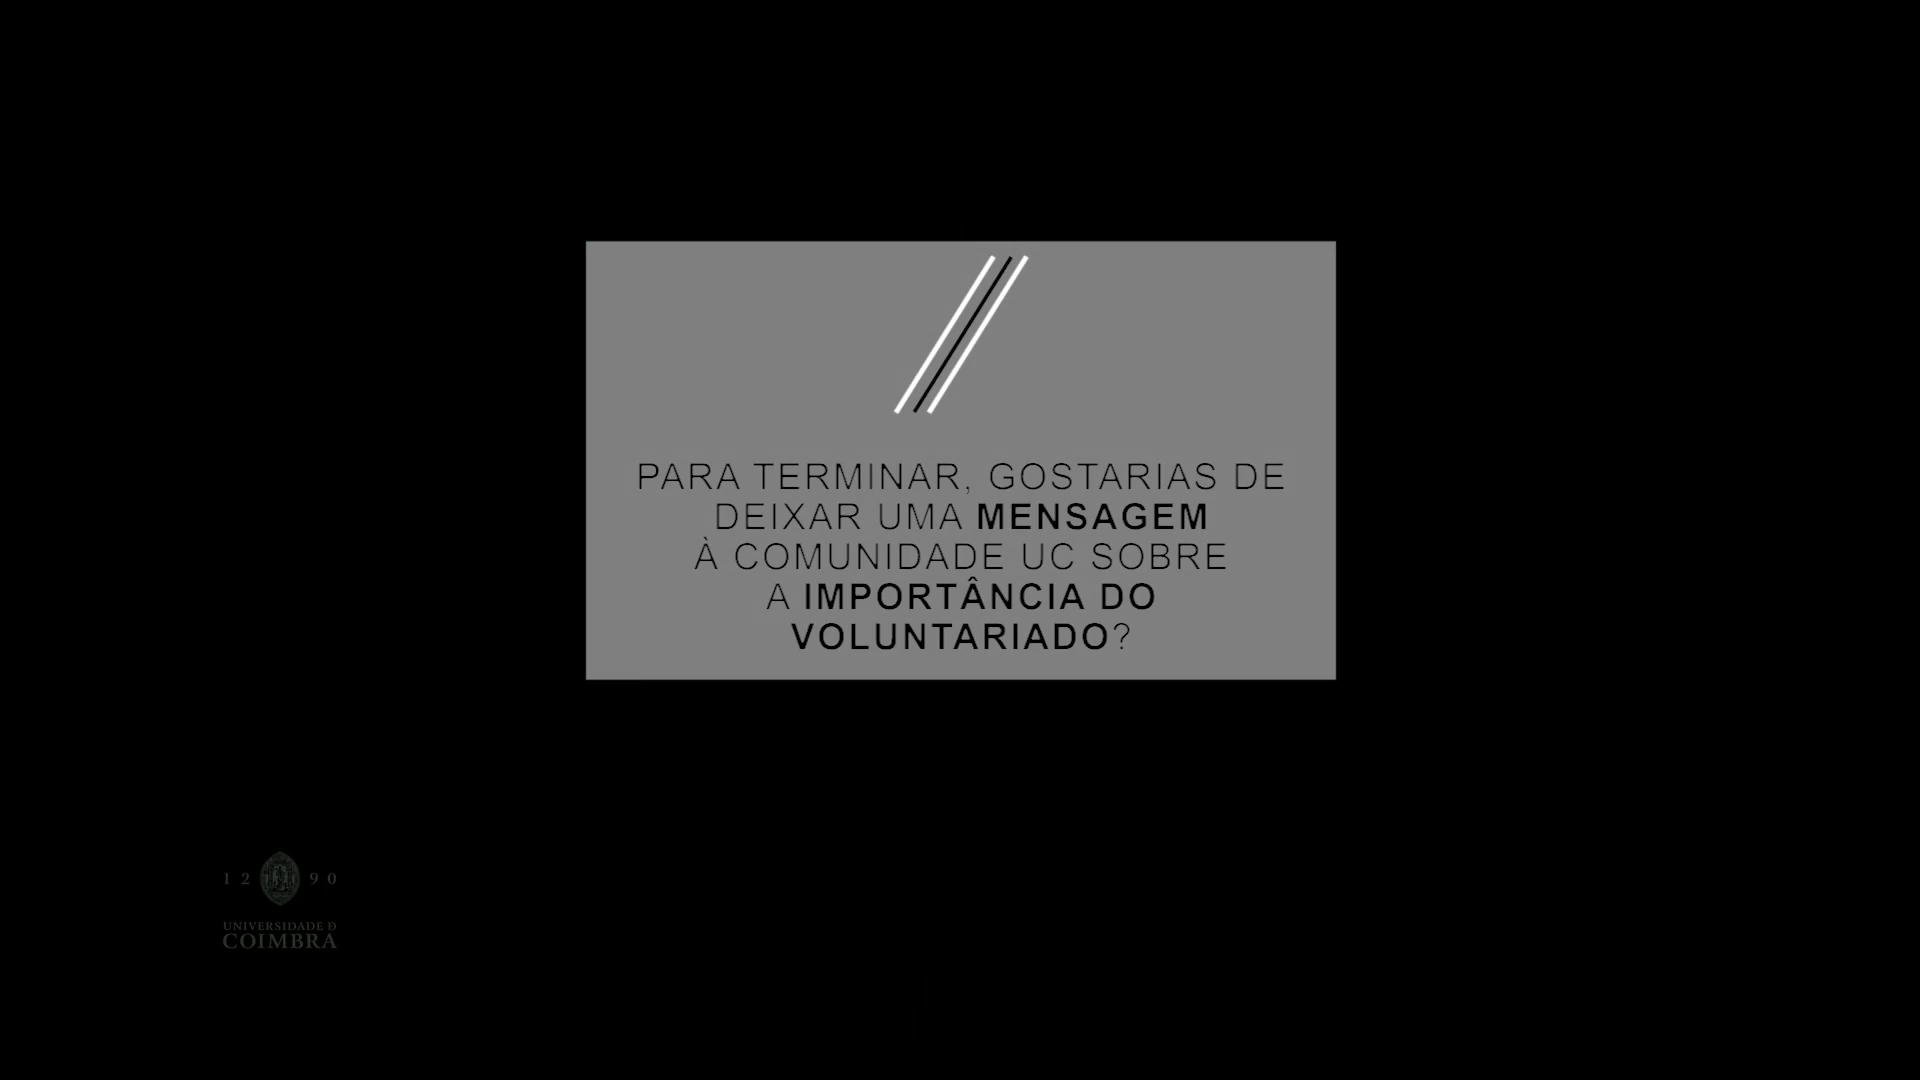 PARA TERMINAR, GOSTARIAS DE
DEIXAR UMA MENSAGEM
À COMUNIDADE UC SOBRE
A IMPORTÂNCIA DO
VOLUNTARIADO?
12 90
UNIVERSIDADE Ð
COIMBRA